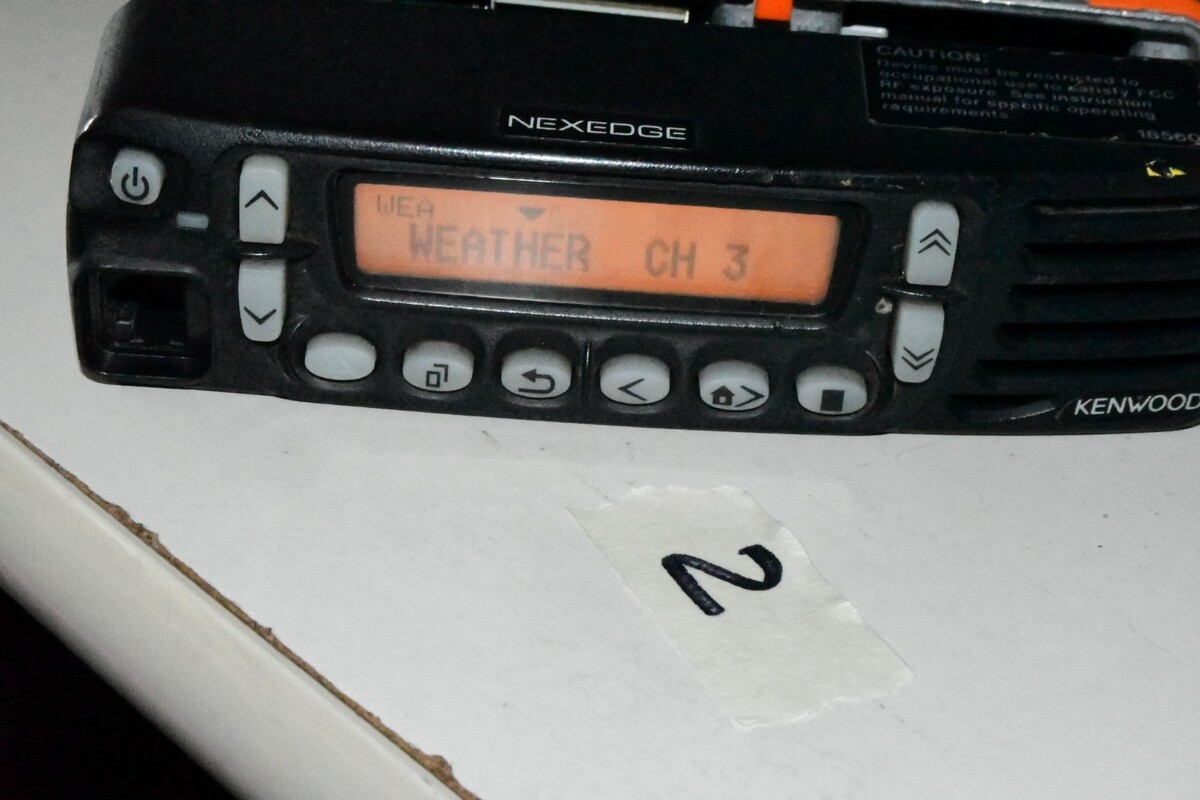 CAUTION:
Device must be restricted to
occupational use to satisfy FCC
RF exposure. See instruction
manual for specific operating
requirements.
16560
NEXEDGE
WEA
WEATHER CH 3
KENWOOD
2